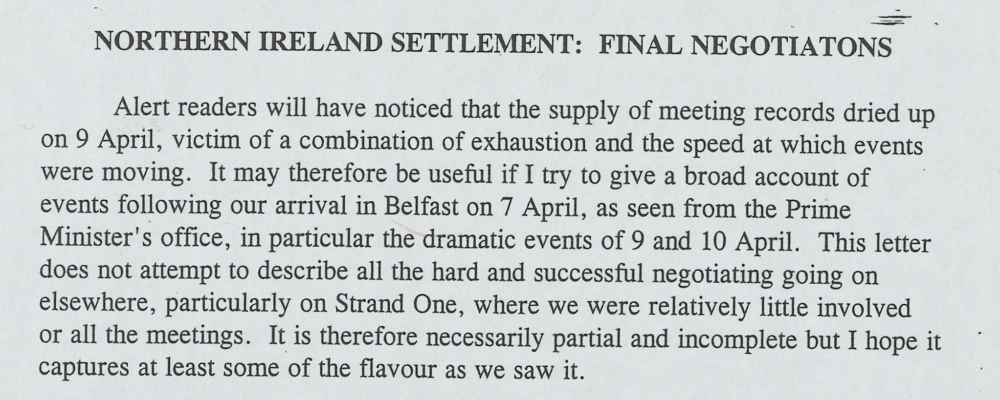 NORTHERN IRELAND SETTLEMENT: FINAL NEGOTIATONS
Alert readers will have noticed that the supply of meeting records dried up
on 9 April, victim of a combination of exhaustion and the speed at which events
were moving. It may therefore be useful if I try to give a broad account of
events following our arrival in Belfast on 7 April, as seen from the Prime
Minister's office, in particular the dramatic events of 9 and 10 April. This letter
does not attempt to describe all the hard and successful negotiating going on
elsewhere, particularly on Strand One, where we were relatively little involved
or all the meetings. It is therefore necessarily partial and incomplete but I hope it
captures at least some of the flavour as we saw it.